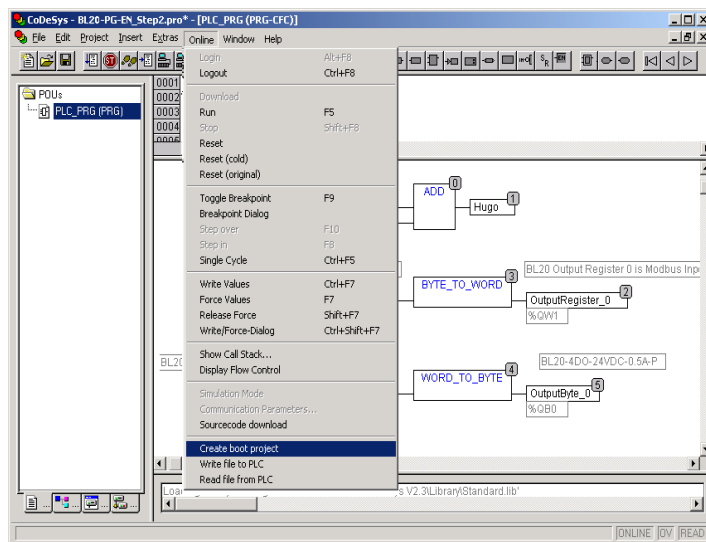 CoDeSys - BL20-PG-EN_Step2.pro* - [PLC_PRG (PRG-CFC)]
File Edit Project Insert Extras Online Window Help
POUs
PLC_PRG (PRG)
0001
0002
0003
0004
Login Alt+F8
Logout Ctrl+F8
Download
Run F5
Stop Shift+F8
Reset
Reset (cold)
Reset (original)
Toggle Breakpoint F9
Breakpoint Dialog
Step over F10
Step in F8
Single Cycle Ctrl+F5
Write Values Ctrl+F7
Force Values F7
Release Force Shift+F7
Write/Force-Dialog Ctrl+Shift+F7
Show Call Stack...
Display Flow Control
Simulation Mode
Communication Parameters...
Sourcecode download
Create boot project
Write file to PLC
Read file from PLC
ADD 0
Hugo 1
BL20 Output Register 0 is Modbus Inp
BYTE_TO_WORD 3
OutputRegister_0 2
%QW1
BL20
BL20-4DO-24VDC-0.5A-P
WORD_TO_BYTE 4
OutputByte_0 5
%QB0
s V2.3\Library\Standard.lib'
ONLINE OV READ